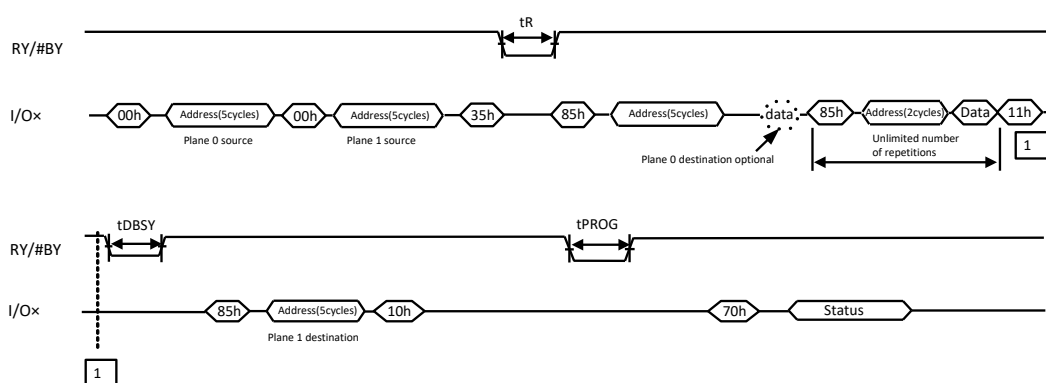 tR
RY/#BY
I/O×
00h Address(5cycles) 00h Address(5cycles) 35h 85h Address(5cycles) data 85h Address(2cycles) Data 11h
Plane 0 source
Plane 1 source
Plane 0 destination optional
Unlimited number
of repetitions
1
tDBSY
tPROG
RY/#BY
I/O×
85h Address(5cycles) 10h 70h Status
Plane 1 destination
1